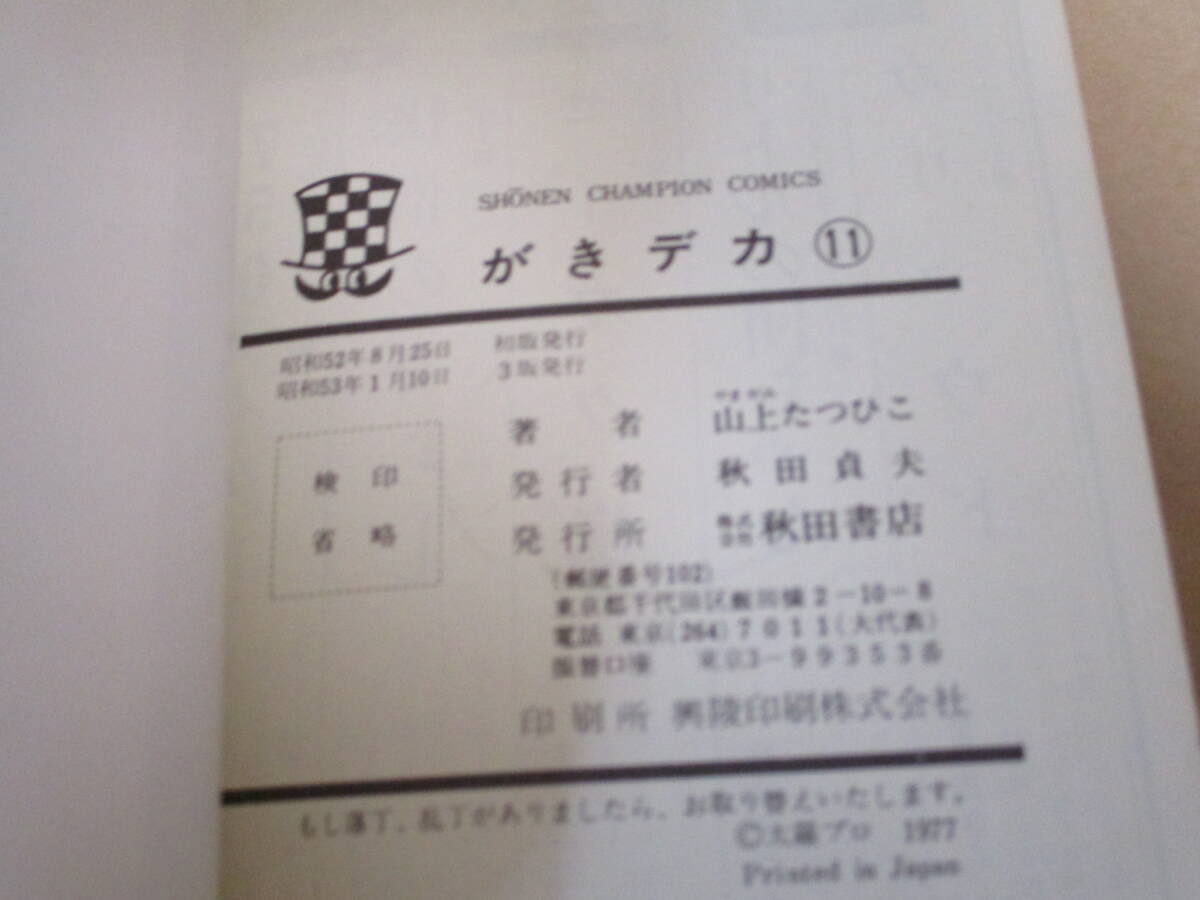 SHŌNEN CHAMPION COMICS
がきデカ ⑪
昭和52年8月25日 初版発行
昭和53年1月10日 3版発行
検印
省略
著者 山上たつひこ
やまがみ
発行者 秋田貞夫
発行所 株式会社 秋田書店
(郵便番号102)
東京都千代田区飯田橋2-10-8
電話 東京(264)7011(大代表)
振替口座 東京3-99353番
印刷所 興陵印刷株式会社
もし落丁、乱丁がありましたら、お取り替えいたします。
Ⓒ プロ 1977
Printed in Japan